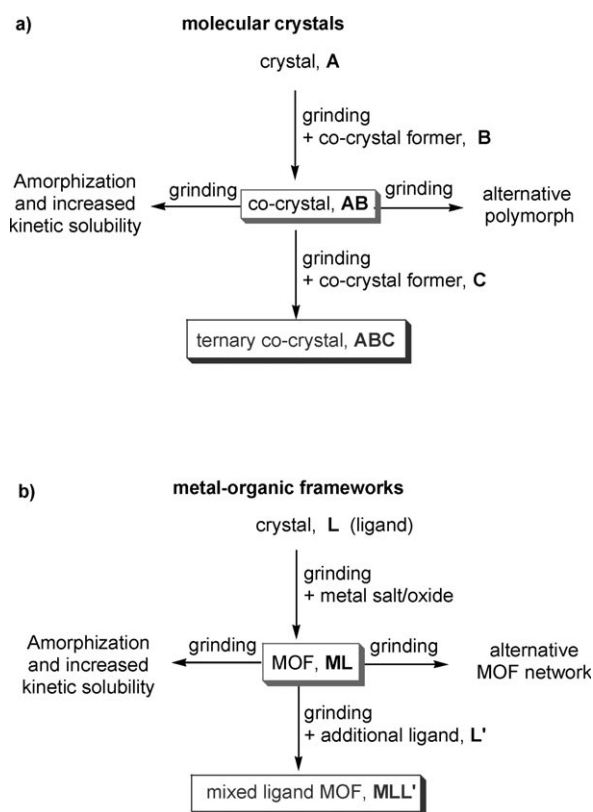 a)
molecular crystals
crystal, A
grinding
+ co-crystal former, B
Amorphization
and increased
kinetic solubility
grinding
co-crystal, AB
grinding
alternative
polymorph
grinding
+ co-crystal former, C
ternary co-crystal, ABC
b)
metal-organic frameworks
crystal, L (ligand)
grinding
+ metal salt/oxide
Amorphization
and increased
kinetic solubility
grinding
MOF, ML
grinding
alternative
MOF network
grinding
+ additional ligand, L'
mixed ligand MOF, MLL'